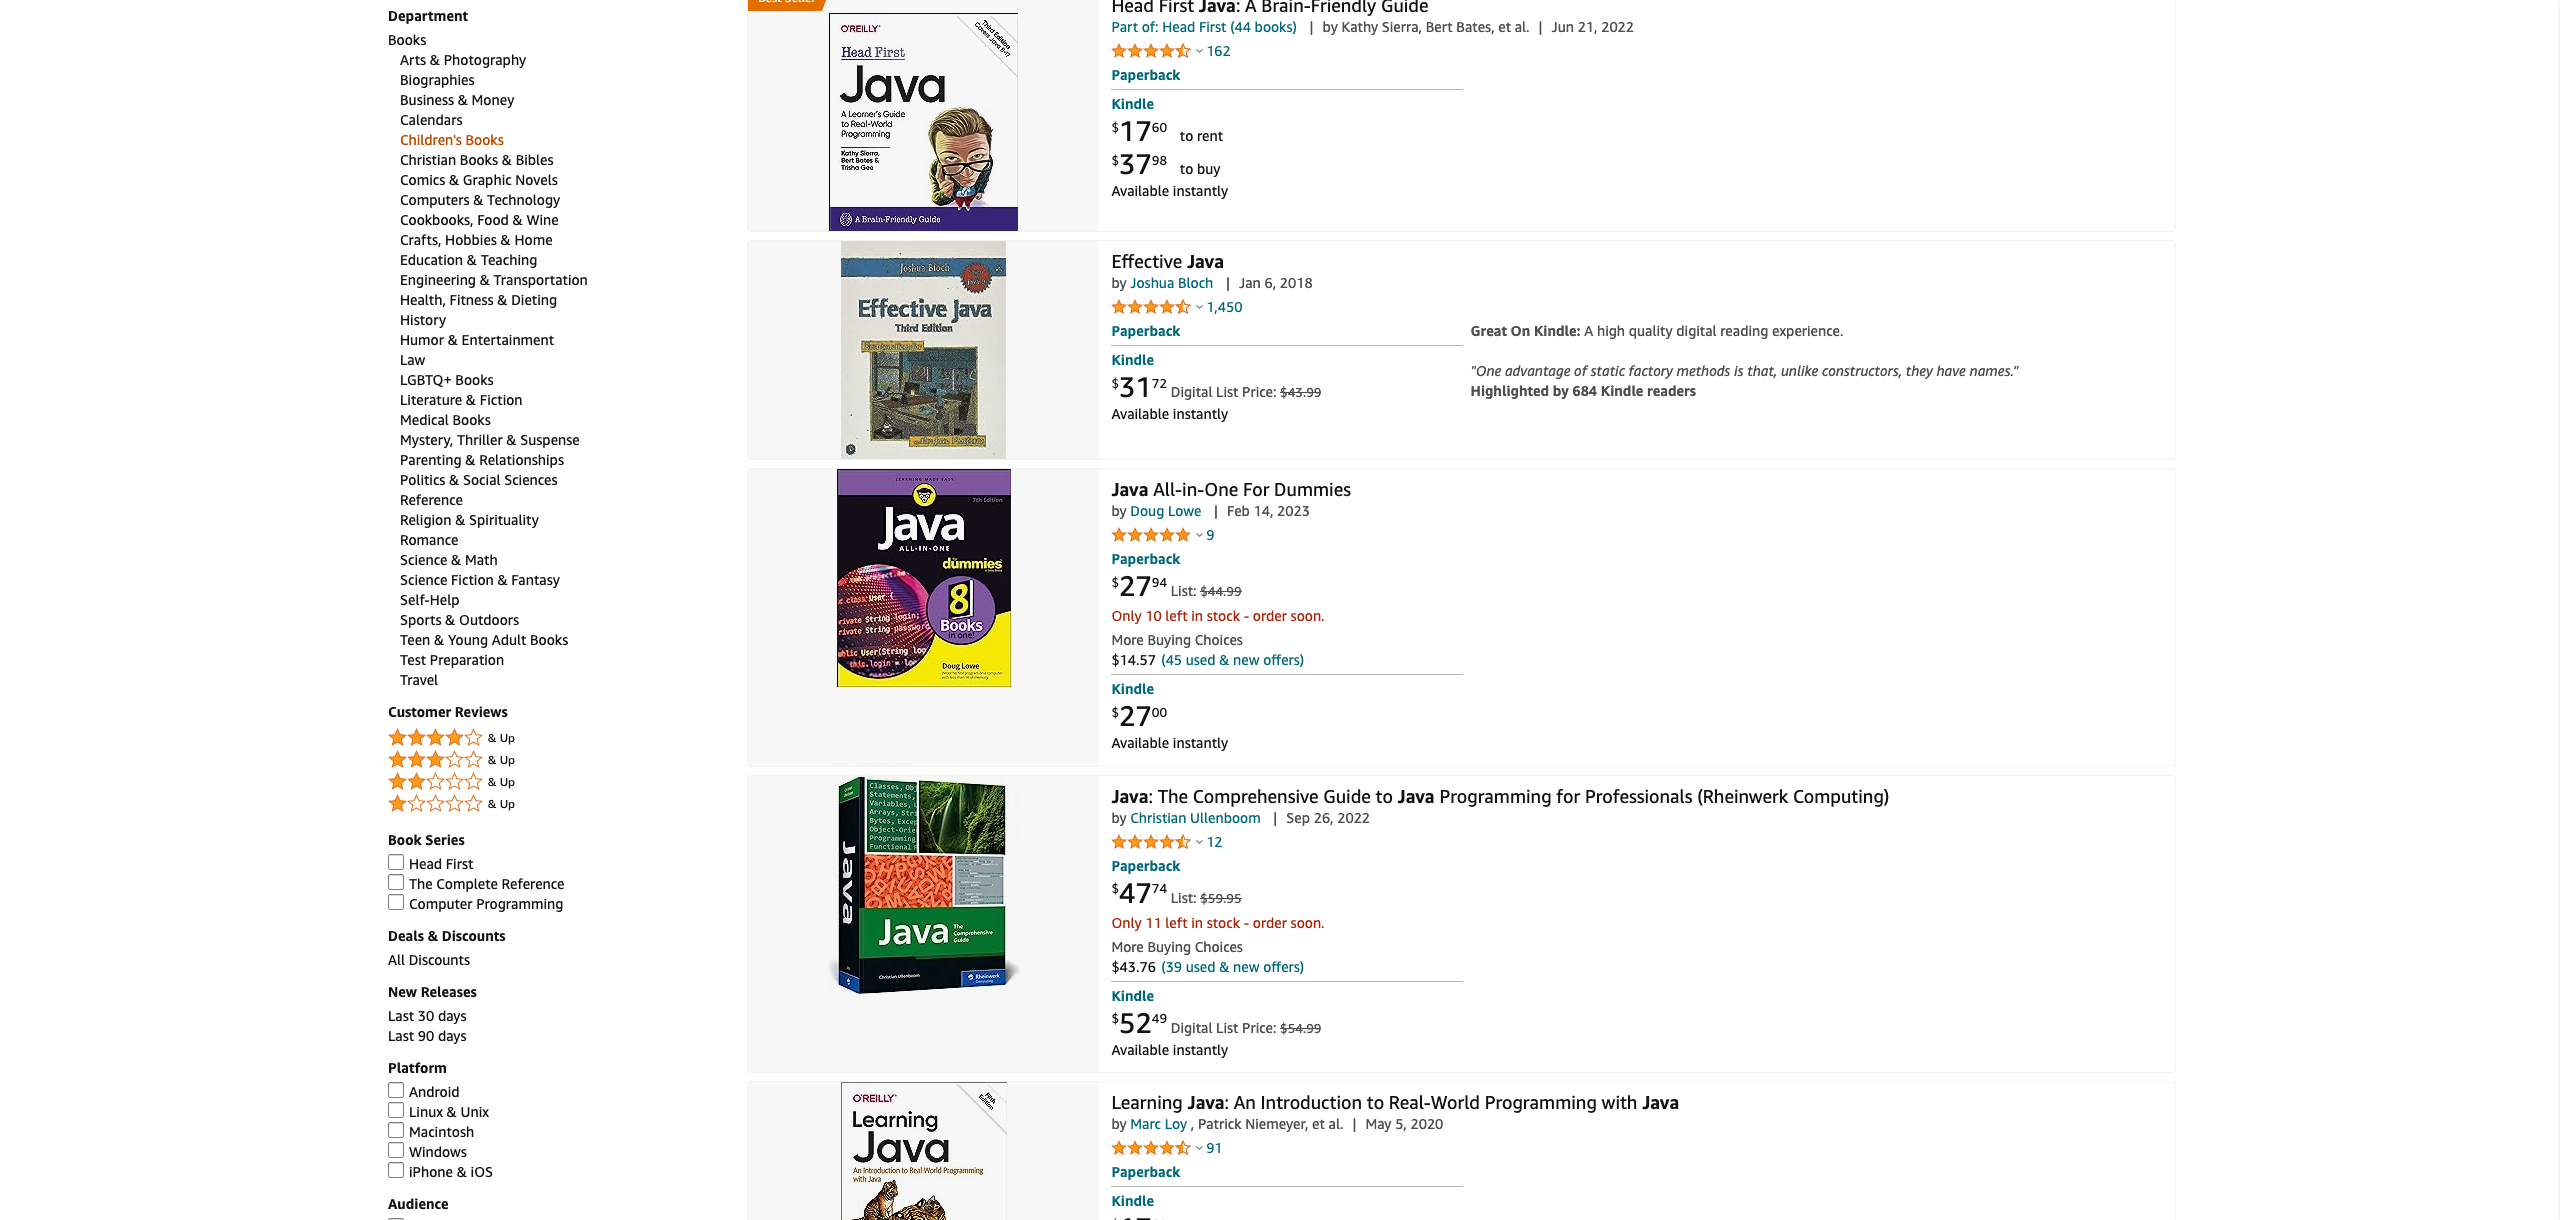 Department
Books
Arts & Photography
Biographies
Business & Money
Calendars
Children's Books
Christian Books & Bibles
Comics & Graphic Novels
Computers & Technology
Cookbooks, Food & Wine
Crafts, Hobbies & Home
Education & Teaching
Engineering & Transportation
Health, Fitness & Dieting
History
Humor & Entertainment
Law
LGBTQ+ Books
Literature & Fiction
Medical Books
Mystery, Thriller & Suspense
Parenting & Relationships
Politics & Social Sciences
Reference
Religion & Spirituality
Romance
Science & Math
Science Fiction & Fantasy
Self-Help
Sports & Outdoors
Teen & Young Adult Books
Test Preparation
Travel
Customer Reviews
& Up
& Up
& Up
& Up
Book Series
Head First
The Complete Reference
Computer Programming
Deals & Discounts
All Discounts
New Releases
Last 30 days
Last 90 days
Platform
Android
Linux & Unix
Macintosh
Windows
iPhone & iOS
Audience
Best Seller
O'REILLY®
Third Edition
Covers Java 8-17
Head First
Java
A Learner's Guide
to Real-World
Programming
Kathy Sierra,
Bert Bates &
Trisha Gee
A Brain-Friendly Guide
Head First Java: A Brain-Friendly Guide
Part of: Head First (44 books) | by Kathy Sierra, Bert Bates, et al. | Jun 21, 2022
162
Paperback
Kindle
$17.60 to rent
$37.98 to buy
Available instantly
Joshua Bloch
Effective Java
Third Edition
Effective Java
by Joshua Bloch | Jan 6, 2018
1,450
Paperback
Kindle
$31.72 Digital List Price: $43.99
Available instantly
Great On Kindle: A high quality digital reading experience.
"One advantage of static factory methods is that, unlike constructors, they have names."
Highlighted by 684 Kindle readers
LEARNING MADE EASY
7th Edition
Java
ALL-IN-ONE
for
dummies
8
Books
in one!
Doug Lowe
Java All-in-One For Dummies
by Doug Lowe | Feb 14, 2023
9
Paperback
$27.94 List: $44.99
Only 10 left in stock - order soon.
More Buying Choices
$14.57 (45 used & new offers)
Kindle
$27.00
Available instantly
Java
Java
The
Comprehensive
Guide
Christian Ullenboom
Rheinwerk
Computing
Java: The Comprehensive Guide to Java Programming for Professionals (Rheinwerk Computing)
by Christian Ullenboom | Sep 26, 2022
12
Paperback
$47.74 List: $59.95
Only 11 left in stock - order soon.
More Buying Choices
$43.76 (39 used & new offers)
Kindle
$52.49 Digital List Price: $54.99
Available instantly
O'REILLY®
Fifth
Edition
Learning
Java
An Introduction to Real-World Programming
with Java
Learning Java: An Introduction to Real-World Programming with Java
by Marc Loy , Patrick Niemeyer, et al. | May 5, 2020
91
Paperback
Kindle